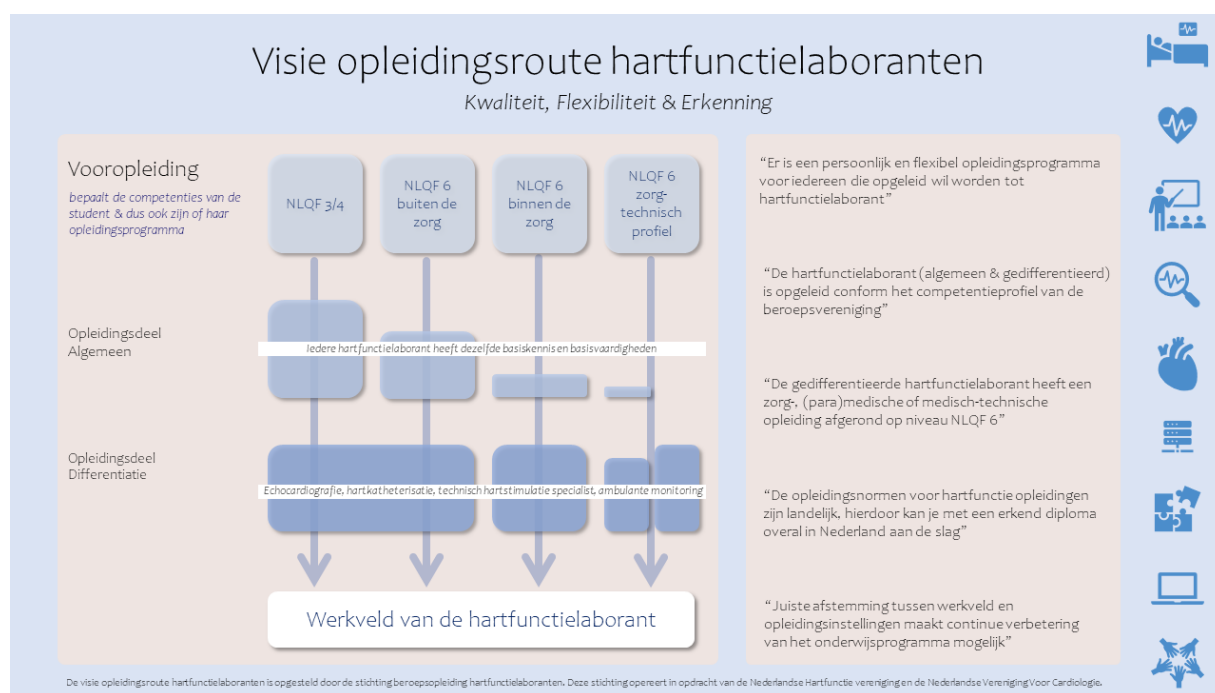 Visie opleidingsroute hartfunctielaboranten
Kwaliteit, Flexibiliteit & Erkenning
Vooropleiding
bepaalt de competenties van de
student & dus ook zijn of haar
opleidingsprogramma
NLQF 3/4
NLQF 6
buiten de
zorg
NLQF 6
binnen de
zorg
NLQF 6
zorg-
technisch
profiel
Opleidingsdeel
Algemeen
Iedere hartfunctielaborant heeft dezelfde basiskennis en basisvaardigheden
Opleidingsdeel
Differentiatie
Echocardiografie, hartkatheterisatie, technisch hartstimulatie specialist, ambulante monitoring
Werkveld van de hartfunctielaborant
“Er is een persoonlijk en flexibel opleidingsprogramma
voor iedereen die opgeleid wil worden tot
hartfunctielaborant”
“De hartfunctielaborant (algemeen & gedifferentieerd)
is opgeleid conform het competentieprofiel van de
beroepsvereniging”
“De gedifferentieerde hartfunctielaborant heeft een
zorg-, (para)medische of medisch-technische
opleiding afgerond op niveau NLQF 6”
“De opleidingsnormen voor hartfunctie opleidingen
zijn landelijk, hierdoor kan je met een erkend diploma
overal in Nederland aan de slag”
“Juiste afstemming tussen werkveld en
opleidingsinstellingen maakt continue verbetering
van het onderwijsprogramma mogelijk”
De visie opleidingsroute hartfunctielaboranten is opgesteld door de stichting beroepsopleiding hartfunctielaboranten. Deze stichting opereert in opdracht van de Nederlandse Hartfunctie vereniging en de Nederlandse Vereniging Voor Cardiologie.